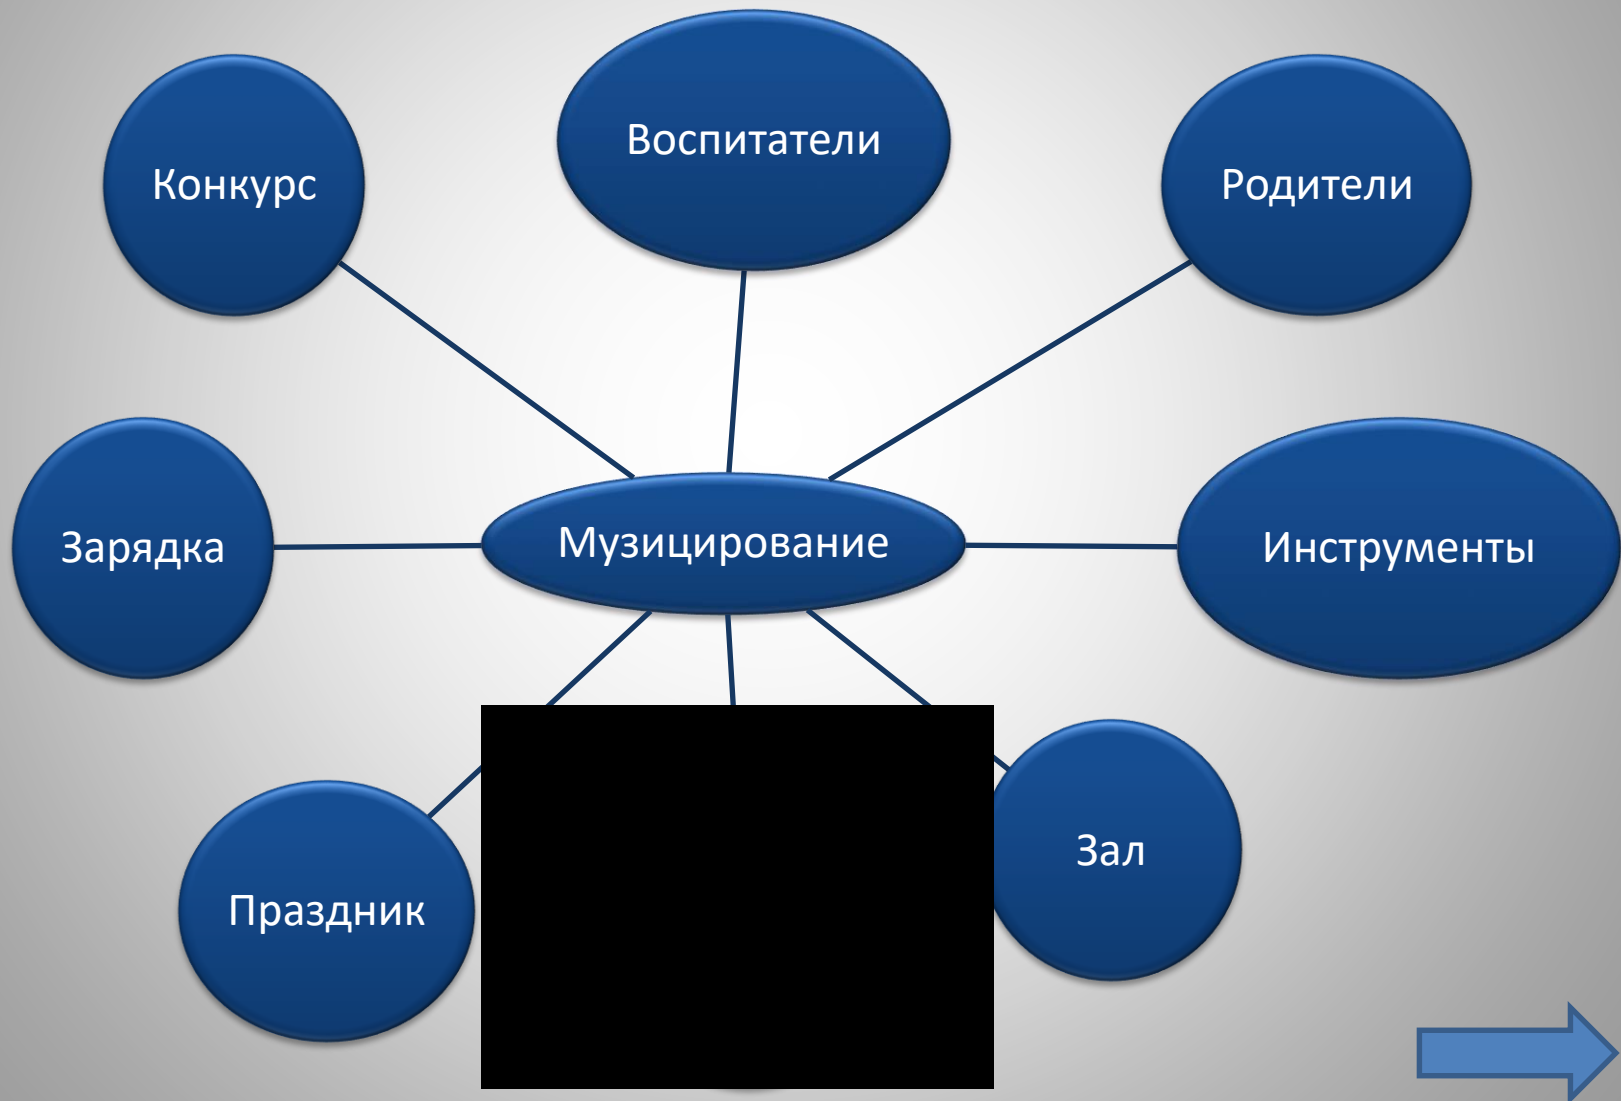 Воспитатели
Конкурс
Родители
Зарядка
Музицирование
Инструменты
Зал
Праздник